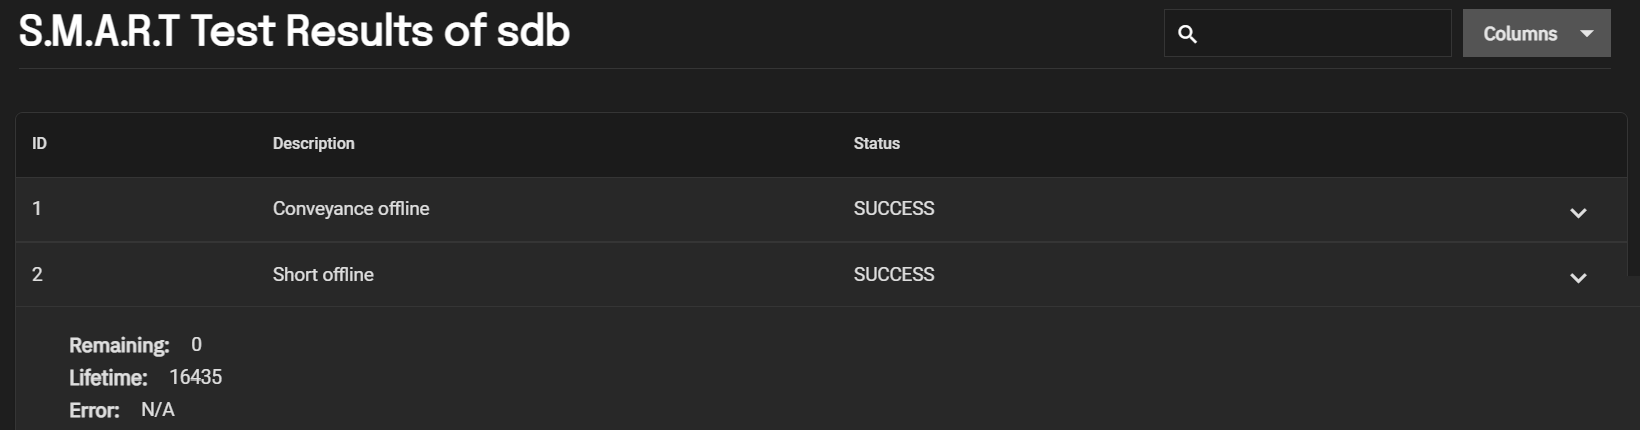 S.M.A.R.T Test Results of sdb
Columns
ID Description Status
1 Conveyance offline SUCCESS
2 Short offline SUCCESS
Remaining: 0
Lifetime: 16435
Error: N/A